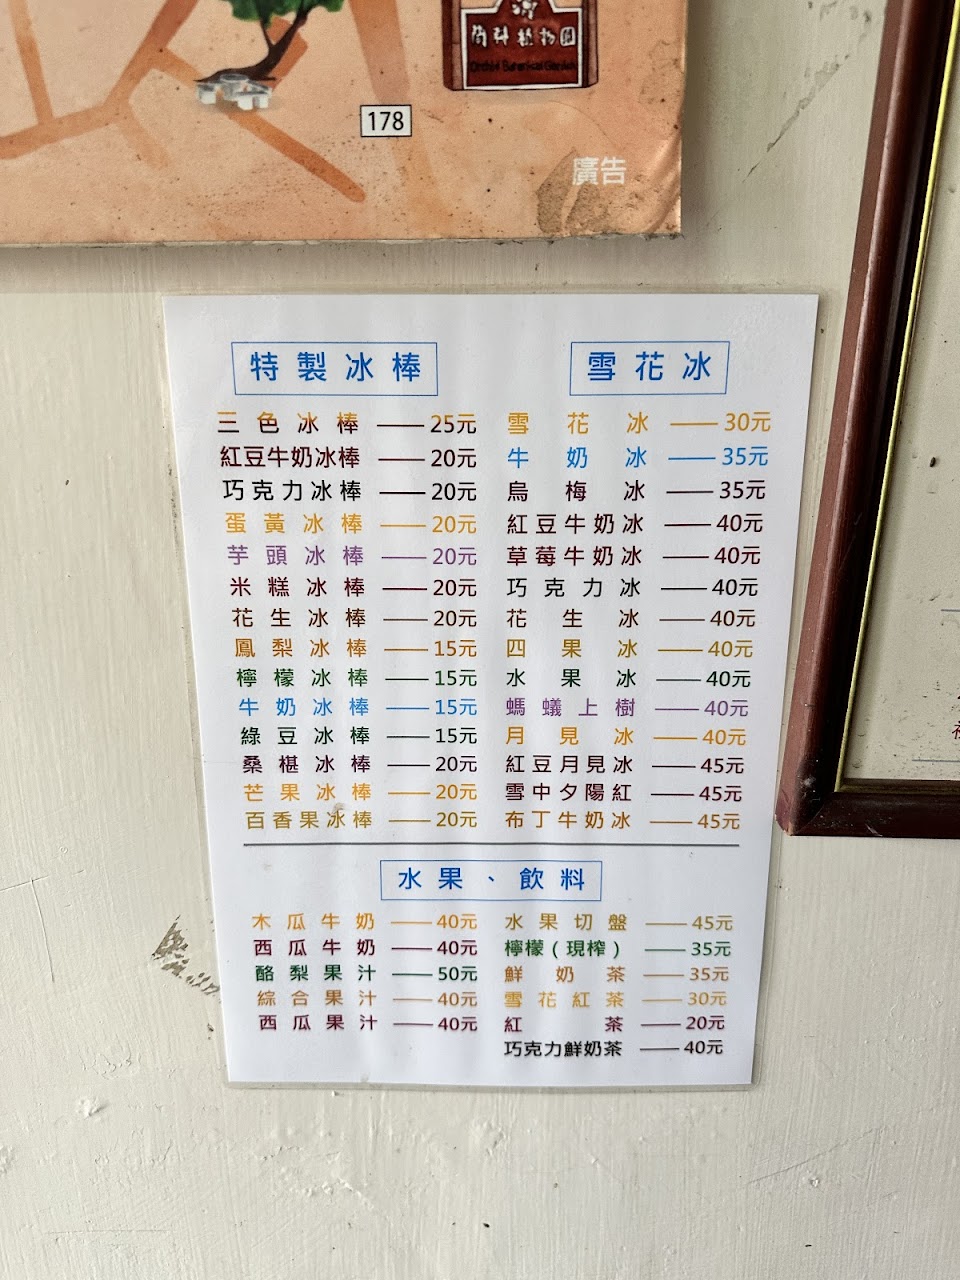 蘭科植物園
Orchid Botanical Garden
178
廣告
特製冰棒
三色冰棒 25元
紅豆牛奶冰棒 20元
巧克力冰棒 20元
蛋黃冰棒 20元
芋頭冰棒 20元
米糕冰棒 20元
花生冰棒 20元
鳳梨冰棒 15元
檸檬冰棒 15元
牛奶冰棒 15元
綠豆冰棒 15元
桑椹冰棒 20元
芒果冰棒 20元
百香果冰棒 20元
雪花冰
雪花冰 30元
牛奶冰 35元
烏梅冰 35元
紅豆牛奶冰 40元
草莓牛奶冰 40元
巧克力冰 40元
花生冰 40元
四果冰 40元
水果冰 40元
螞蟻上樹 40元
月見冰 40元
紅豆月見冰 45元
雪中夕陽紅 45元
布丁牛奶冰 45元
水果、飲料
木瓜牛奶 40元
西瓜牛奶 40元
酪梨果汁 50元
綜合果汁 40元
西瓜果汁 40元
水果切盤 45元
檸檬(現榨) 35元
鮮奶茶 35元
雪花紅茶 30元
紅茶 20元
巧克力鮮奶茶 40元